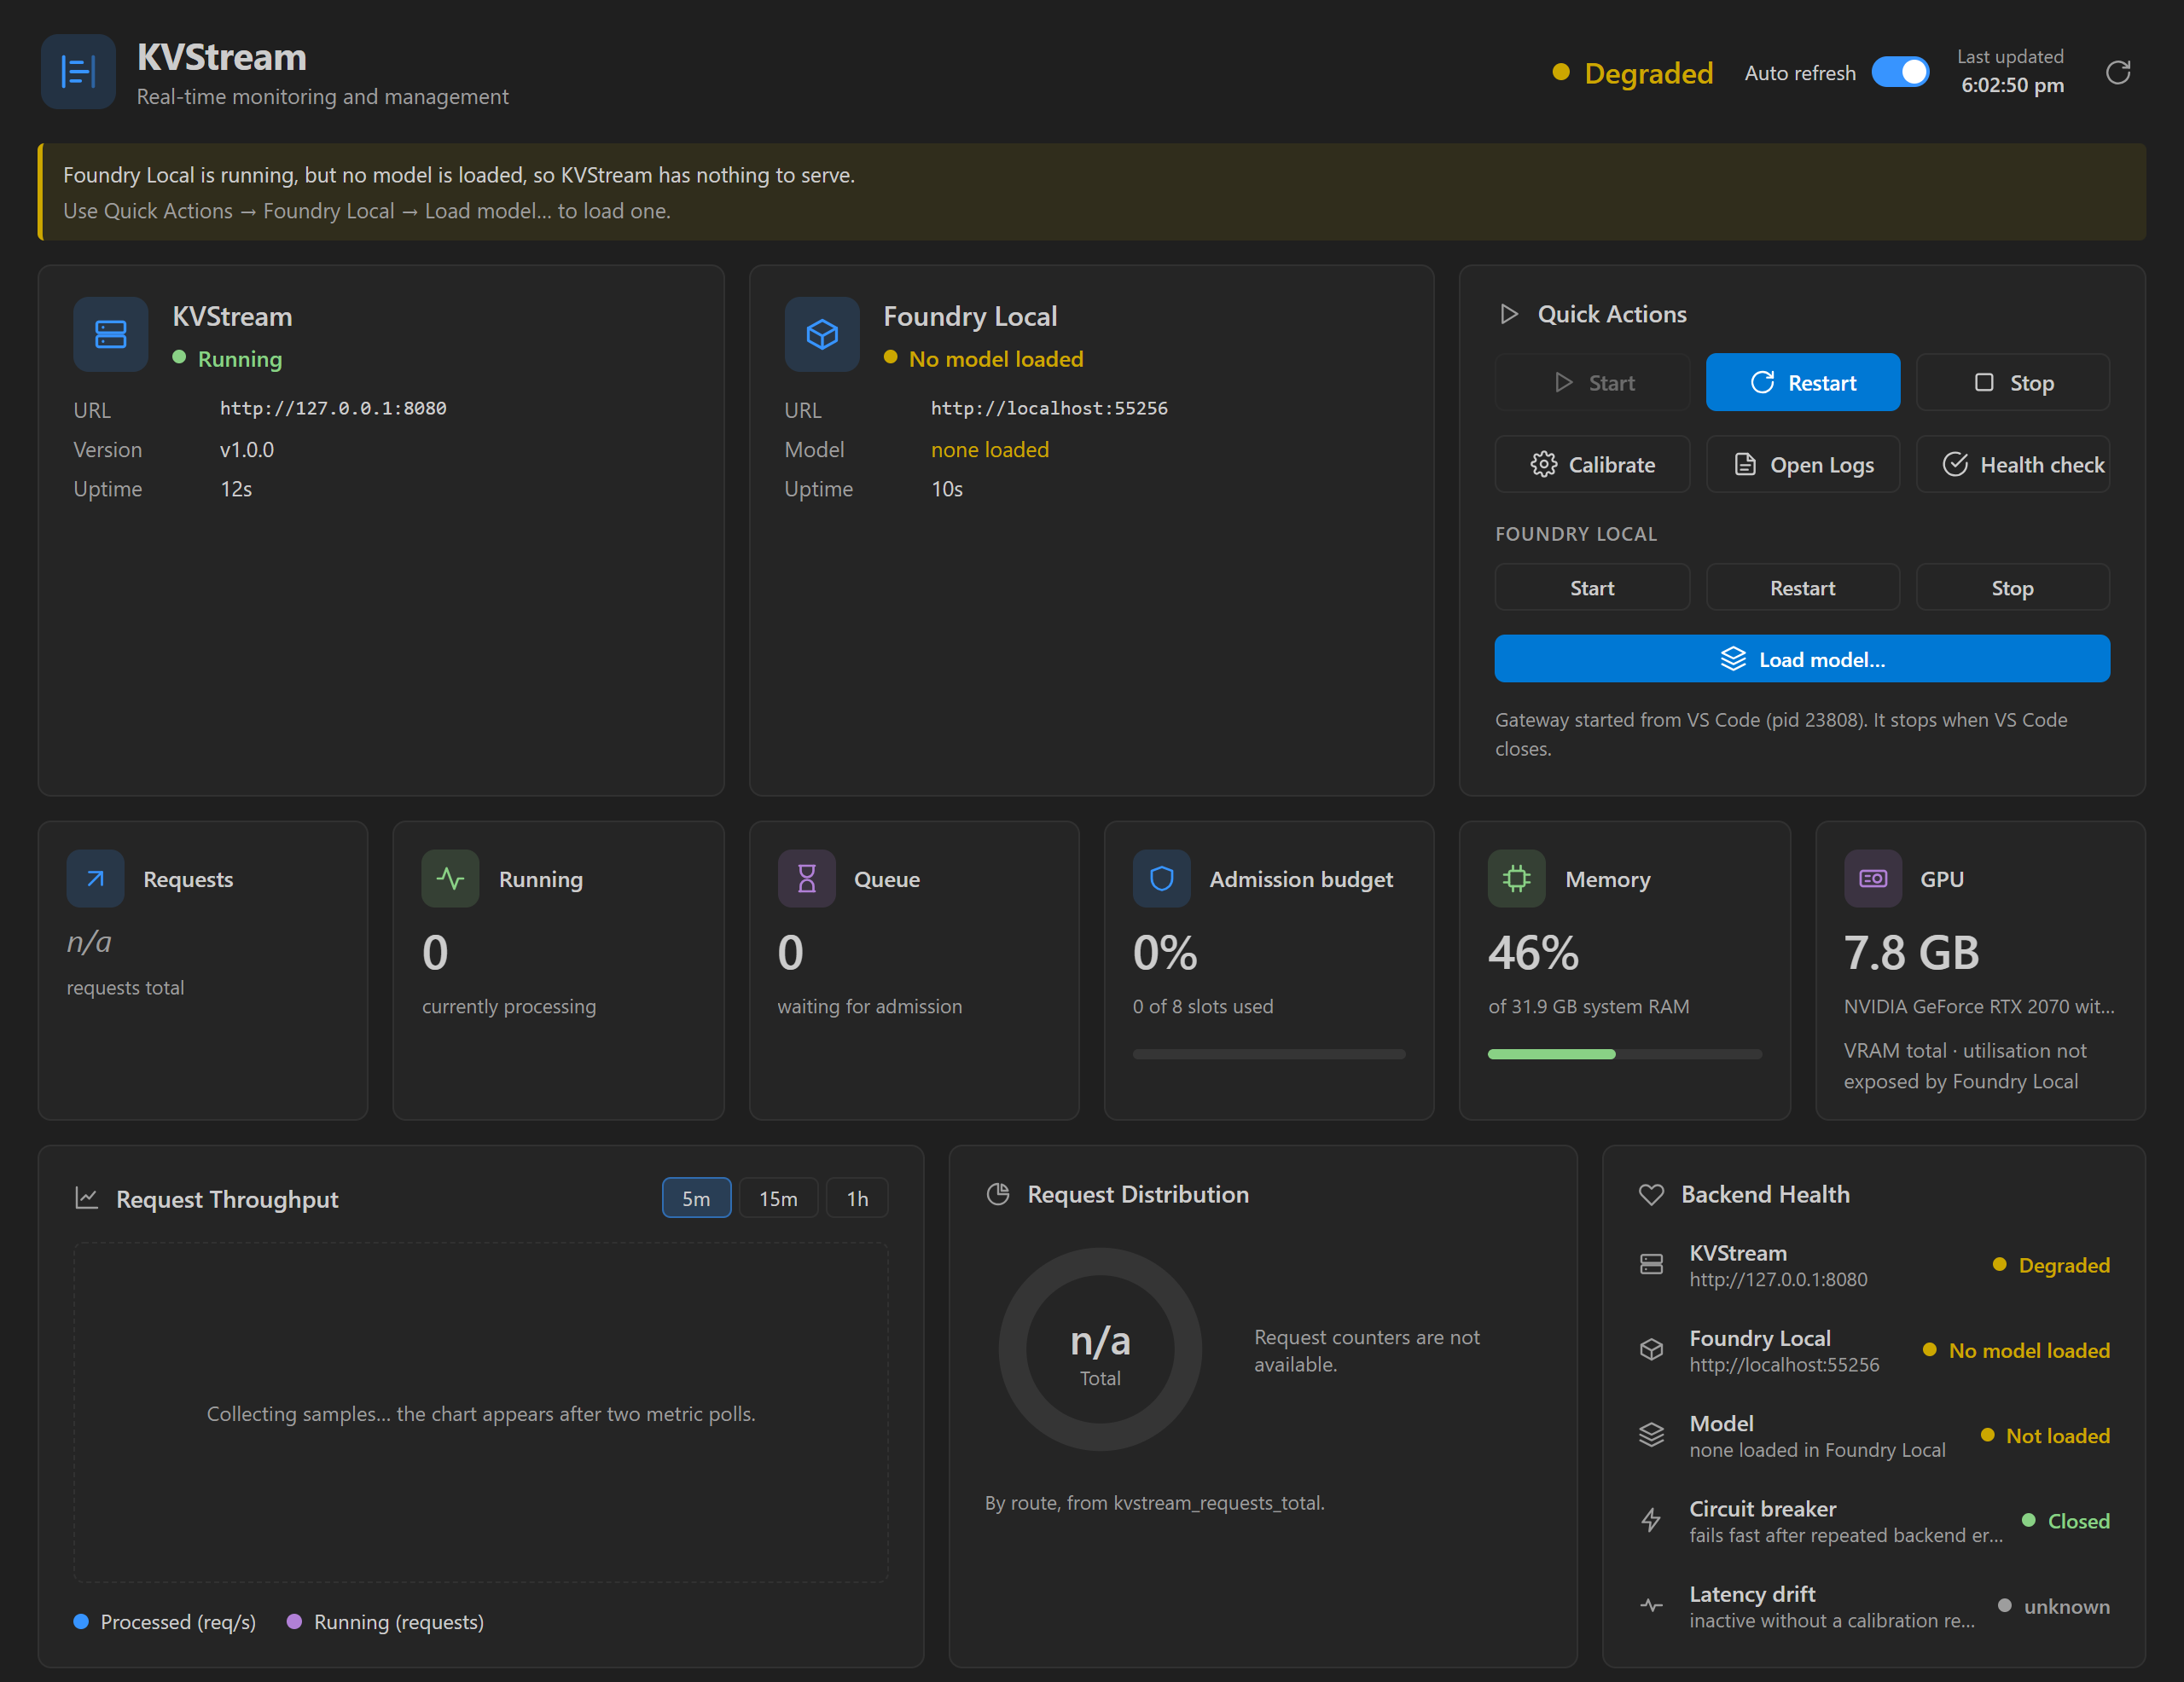 KVStream
Real-time monitoring and management
Degraded
Auto refresh
Last updated
6:02:50 pm
Foundry Local is running, but no model is loaded, so KVStream has nothing to serve.
Use Quick Actions → Foundry Local → Load model... to load one.
KVStream
Running
URL http://127.0.0.1:8080
Version v1.0.0
Uptime 12s
Foundry Local
No model loaded
URL http://localhost:55256
Model none loaded
Uptime 10s
Quick Actions
Start Restart Stop
Calibrate Open Logs Health check
FOUNDRY LOCAL
Start Restart Stop
Load model...
Gateway started from VS Code (pid 23808). It stops when VS Code
closes.
Requests
n/a
requests total
Running
0
currently processing
Queue
0
waiting for admission
Admission budget
0%
0 of 8 slots used
Memory
46%
of 31.9 GB system RAM
GPU
7.8 GB
NVIDIA GeForce RTX 2070 wit...
VRAM total · utilisation not
exposed by Foundry Local
Request Throughput
5m 15m 1h
Collecting samples... the chart appears after two metric polls.
Processed (req/s) Running (requests)
Request Distribution
n/a
Total
Request counters are not
available.
By route, from kvstream_requests_total.
Backend Health
KVStream
http://127.0.0.1:8080
Degraded
Foundry Local
http://localhost:55256
No model loaded
Model
none loaded in Foundry Local
Not loaded
Circuit breaker
fails fast after repeated backend er...
Closed
Latency drift
inactive without a calibration re...
unknown